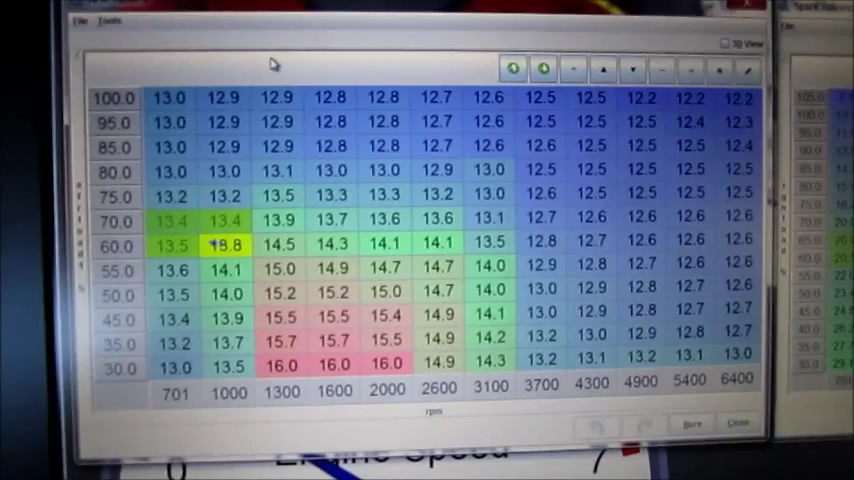 File Tools
3D View
100.0 13.0 12.9 12.9 12.8 12.8 12.7 12.6 12.5 12.5 12.2 12.2 12.2
95.0 13.0 12.9 12.9 12.8 12.8 12.7 12.6 12.5 12.5 12.5 12.4 12.3
85.0 13.0 12.9 12.9 12.8 12.8 12.7 12.6 12.6 12.5 12.5 12.5 12.4
80.0 13.0 13.0 13.1 13.0 13.0 12.9 13.0 12.5 12.5 12.5 12.5 12.5
75.0 13.2 13.2 13.5 13.3 13.3 13.2 13.0 12.6 12.5 12.5 12.5 12.5
70.0 13.4 13.4 13.9 13.7 13.6 13.6 13.1 12.7 12.6 12.6 12.6 12.6
60.0 13.5 13.8 14.5 14.3 14.1 14.1 13.5 12.8 12.7 12.6 12.6 12.6
55.0 13.6 14.1 15.0 14.9 14.7 14.7 14.0 12.9 12.8 12.7 12.6 12.6
50.0 13.5 14.0 15.2 15.2 15.0 14.7 14.0 13.0 12.9 12.8 12.7 12.6
45.0 13.4 13.9 15.5 15.5 15.4 14.9 14.1 13.0 12.9 12.8 12.7 12.7
35.0 13.2 13.7 15.7 15.7 15.5 14.9 14.2 13.2 13.0 12.9 12.8 12.7
30.0 13.0 13.5 16.0 16.0 16.0 14.9 14.3 13.2 13.1 13.2 13.1 13.0
701 1000 1300 1600 2000 2600 3100 3700 4300 4900 5400 6400
rpm
Burn Close
0 Engine Speed 7